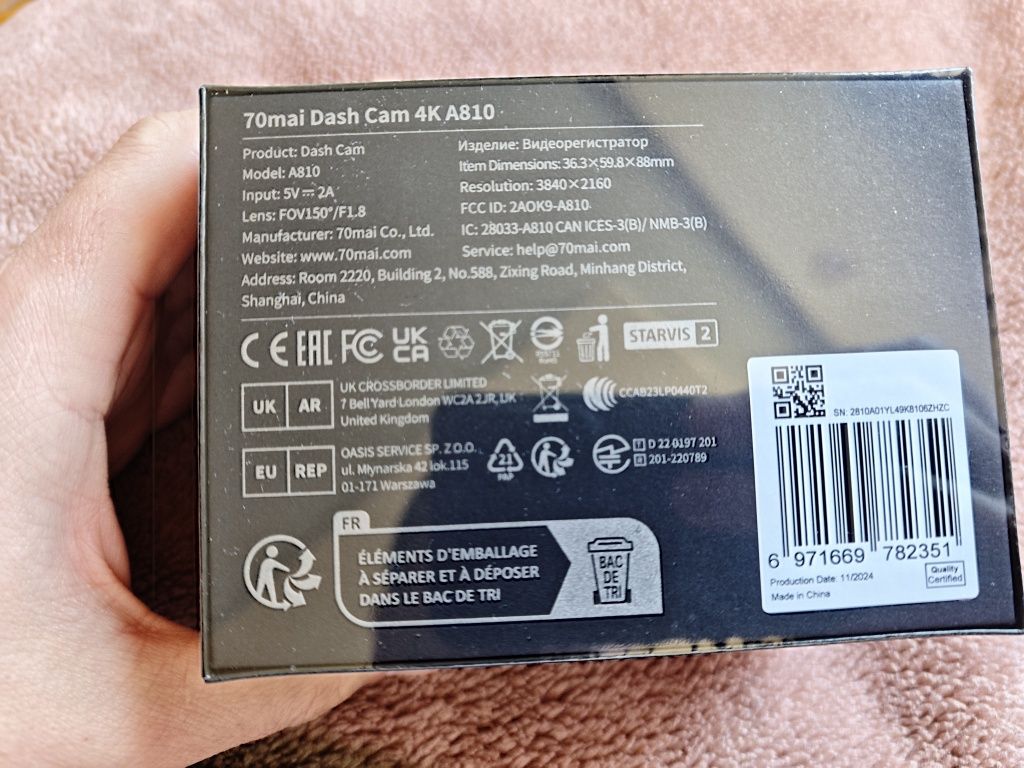 70mai Dash Cam 4K A810
Product: Dash Cam
Model: A810
Input: 5V⎓2A
Lens: FOV150°/F1.8
Manufacturer: 70mai Co., Ltd.
Website: www.70mai.com
Изделие: Видеорегистратор
Item Dimensions: 36.3×59.8×88mm
Resolution: 3840×2160
FCC ID: 2AOK9-A810
IC: 28033-A810 CAN ICES-3(B)/ NMB-3(B)
Service: help@70mai.com
Address: Room 2220, Building 2, No.588, Zixing Road, Minhang District,
Shanghai, China
CE EAC FC UK CA
STARVIS 2
UK AR
UK CROSSBORDER LIMITED
7 Bell Yard London WC2A 2JR, UK
United Kingdom
CCAB23LP0440T2
EU REP
OASIS SERVICE SP. Z O.O.
ul. Młynarska 42 lok.115
01-171 Warszawa
21
PAP
T D 22 0197 201
R 201-220789
FR
ÉLÉMENTS D'EMBALLAGE
À SÉPARER ET À DÉPOSER
DANS LE BAC DE TRI
BAC
DE
TRI
SN: 2810A01YL49K8106ZHZC
6 971669 782351
Production Date: 11/2024
Made in China
Quality
Certified